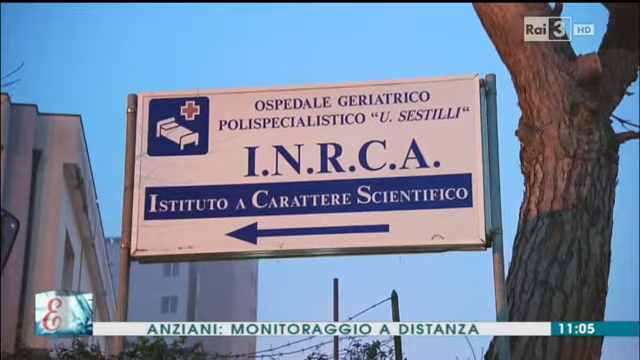 Rai 3 HD
OSPEDALE GERIATRICO
POLISPECIALISTICO "U. SESTILLI"
I.N.R.C.A.
ISTITUTO A CARATTERE SCIENTIFICO
E
ANZIANI: MONITORAGGIO A DISTANZA
11:05